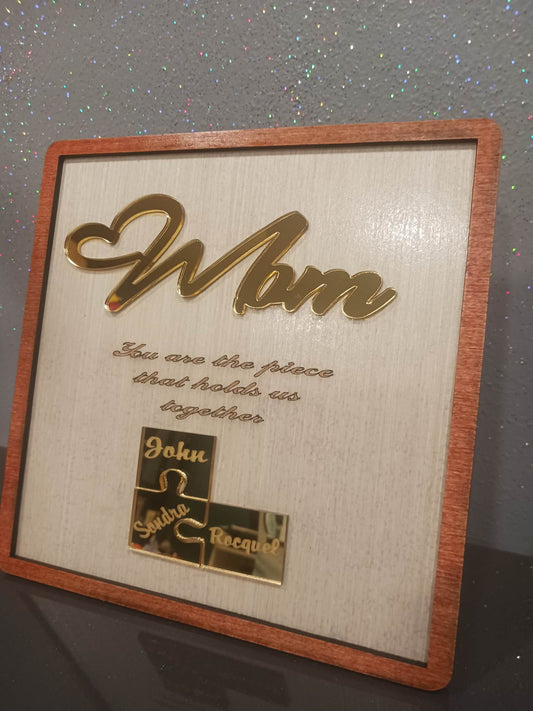 Mom
You are the piece
that holds us
together
John
Sandra
Rocquel